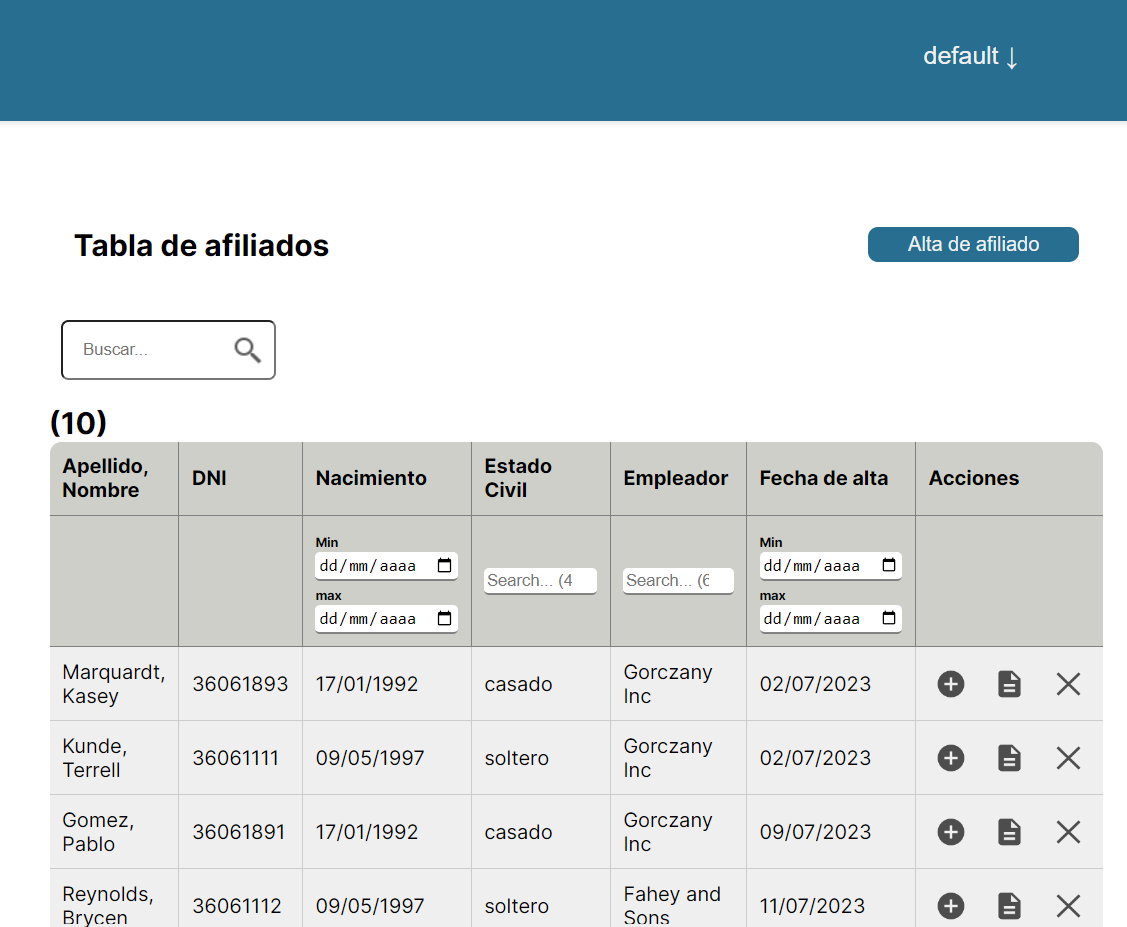 default ↓
Tabla de afiliados
Alta de afiliado
Buscar...
(10)
Apellido, Nombre DNI Nacimiento Estado Civil Empleador Fecha de alta Acciones
Min Min
dd/mm/aaaa Search... (4 Search... (6 dd/mm/aaaa
max max
dd/mm/aaaa dd/mm/aaaa
Marquardt, Kasey 36061893 17/01/1992 casado Gorczany Inc 02/07/2023
Kunde, Terrell 36061111 09/05/1997 soltero Gorczany Inc 02/07/2023
Gomez, Pablo 36061891 17/01/1992 casado Gorczany Inc 09/07/2023
Reynolds, Brycen 36061112 09/05/1997 soltero Fahey and Sons 11/07/2023